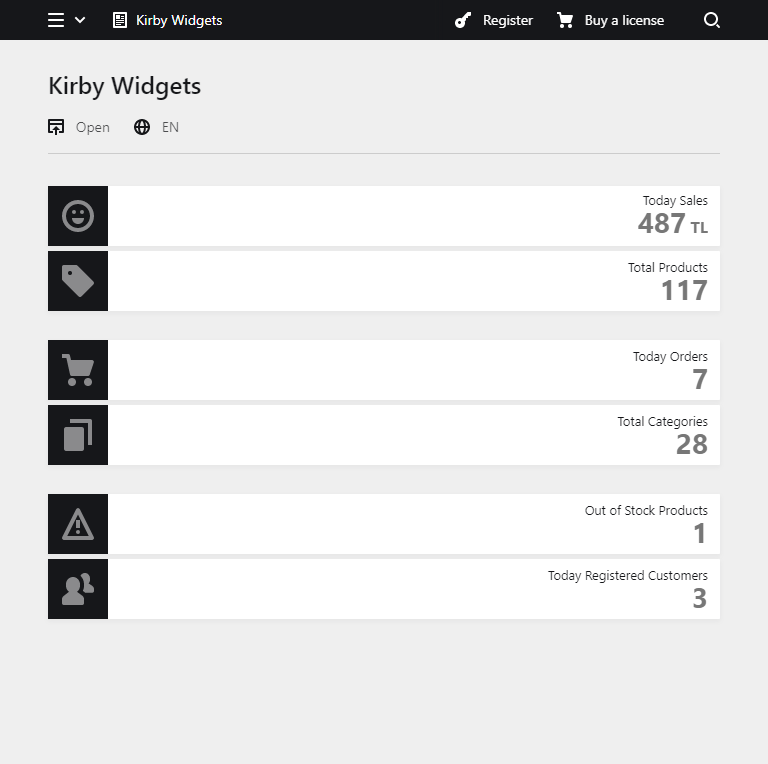 Kirby Widgets
Register
Buy a license
Kirby Widgets
Open
EN
Today Sales
487 TL
Total Products
117
Today Orders
7
Total Categories
28
Out of Stock Products
1
Today Registered Customers
3